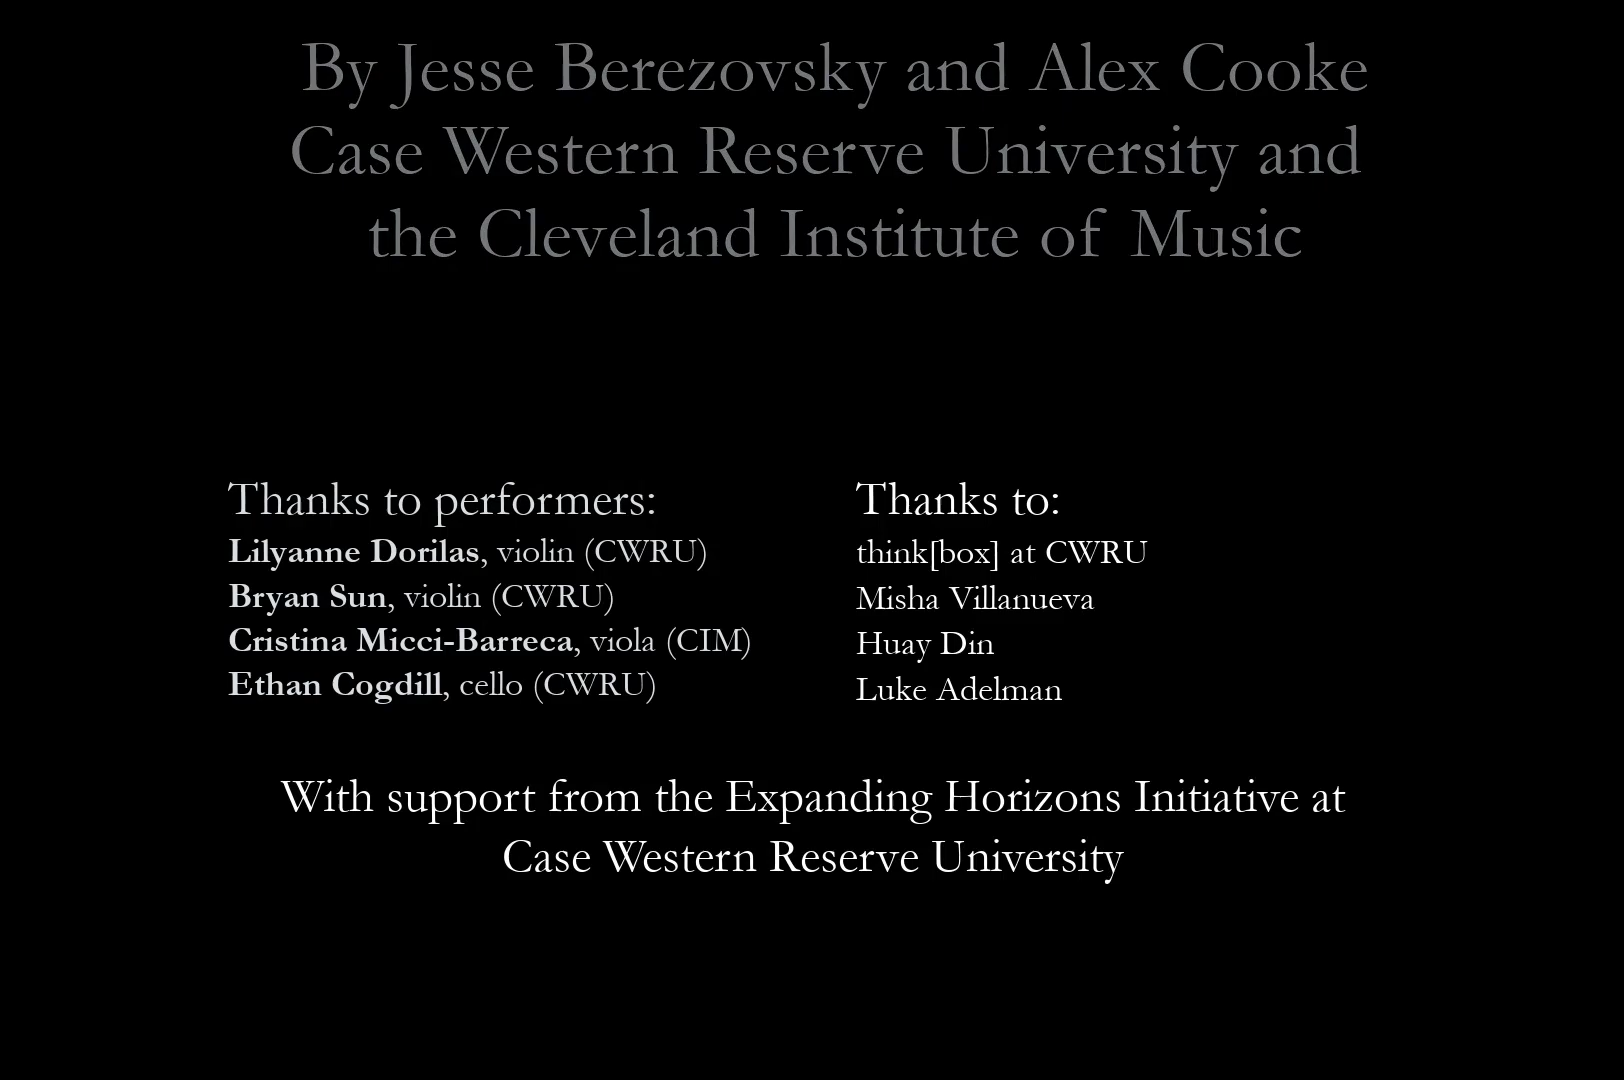 By Jesse Berezovsky and Alex Cooke
Case Western Reserve University and
the Cleveland Institute of Music
Thanks to performers:
Lilyanne Dorilas, violin (CWRU)
Bryan Sun, violin (CWRU)
Cristina Micci-Barreca, viola (CIM)
Ethan Cogdill, cello (CWRU)
Thanks to:
think[box] at CWRU
Misha Villanueva
Huay Din
Luke Adelman
With support from the Expanding Horizons Initiative at
Case Western Reserve University